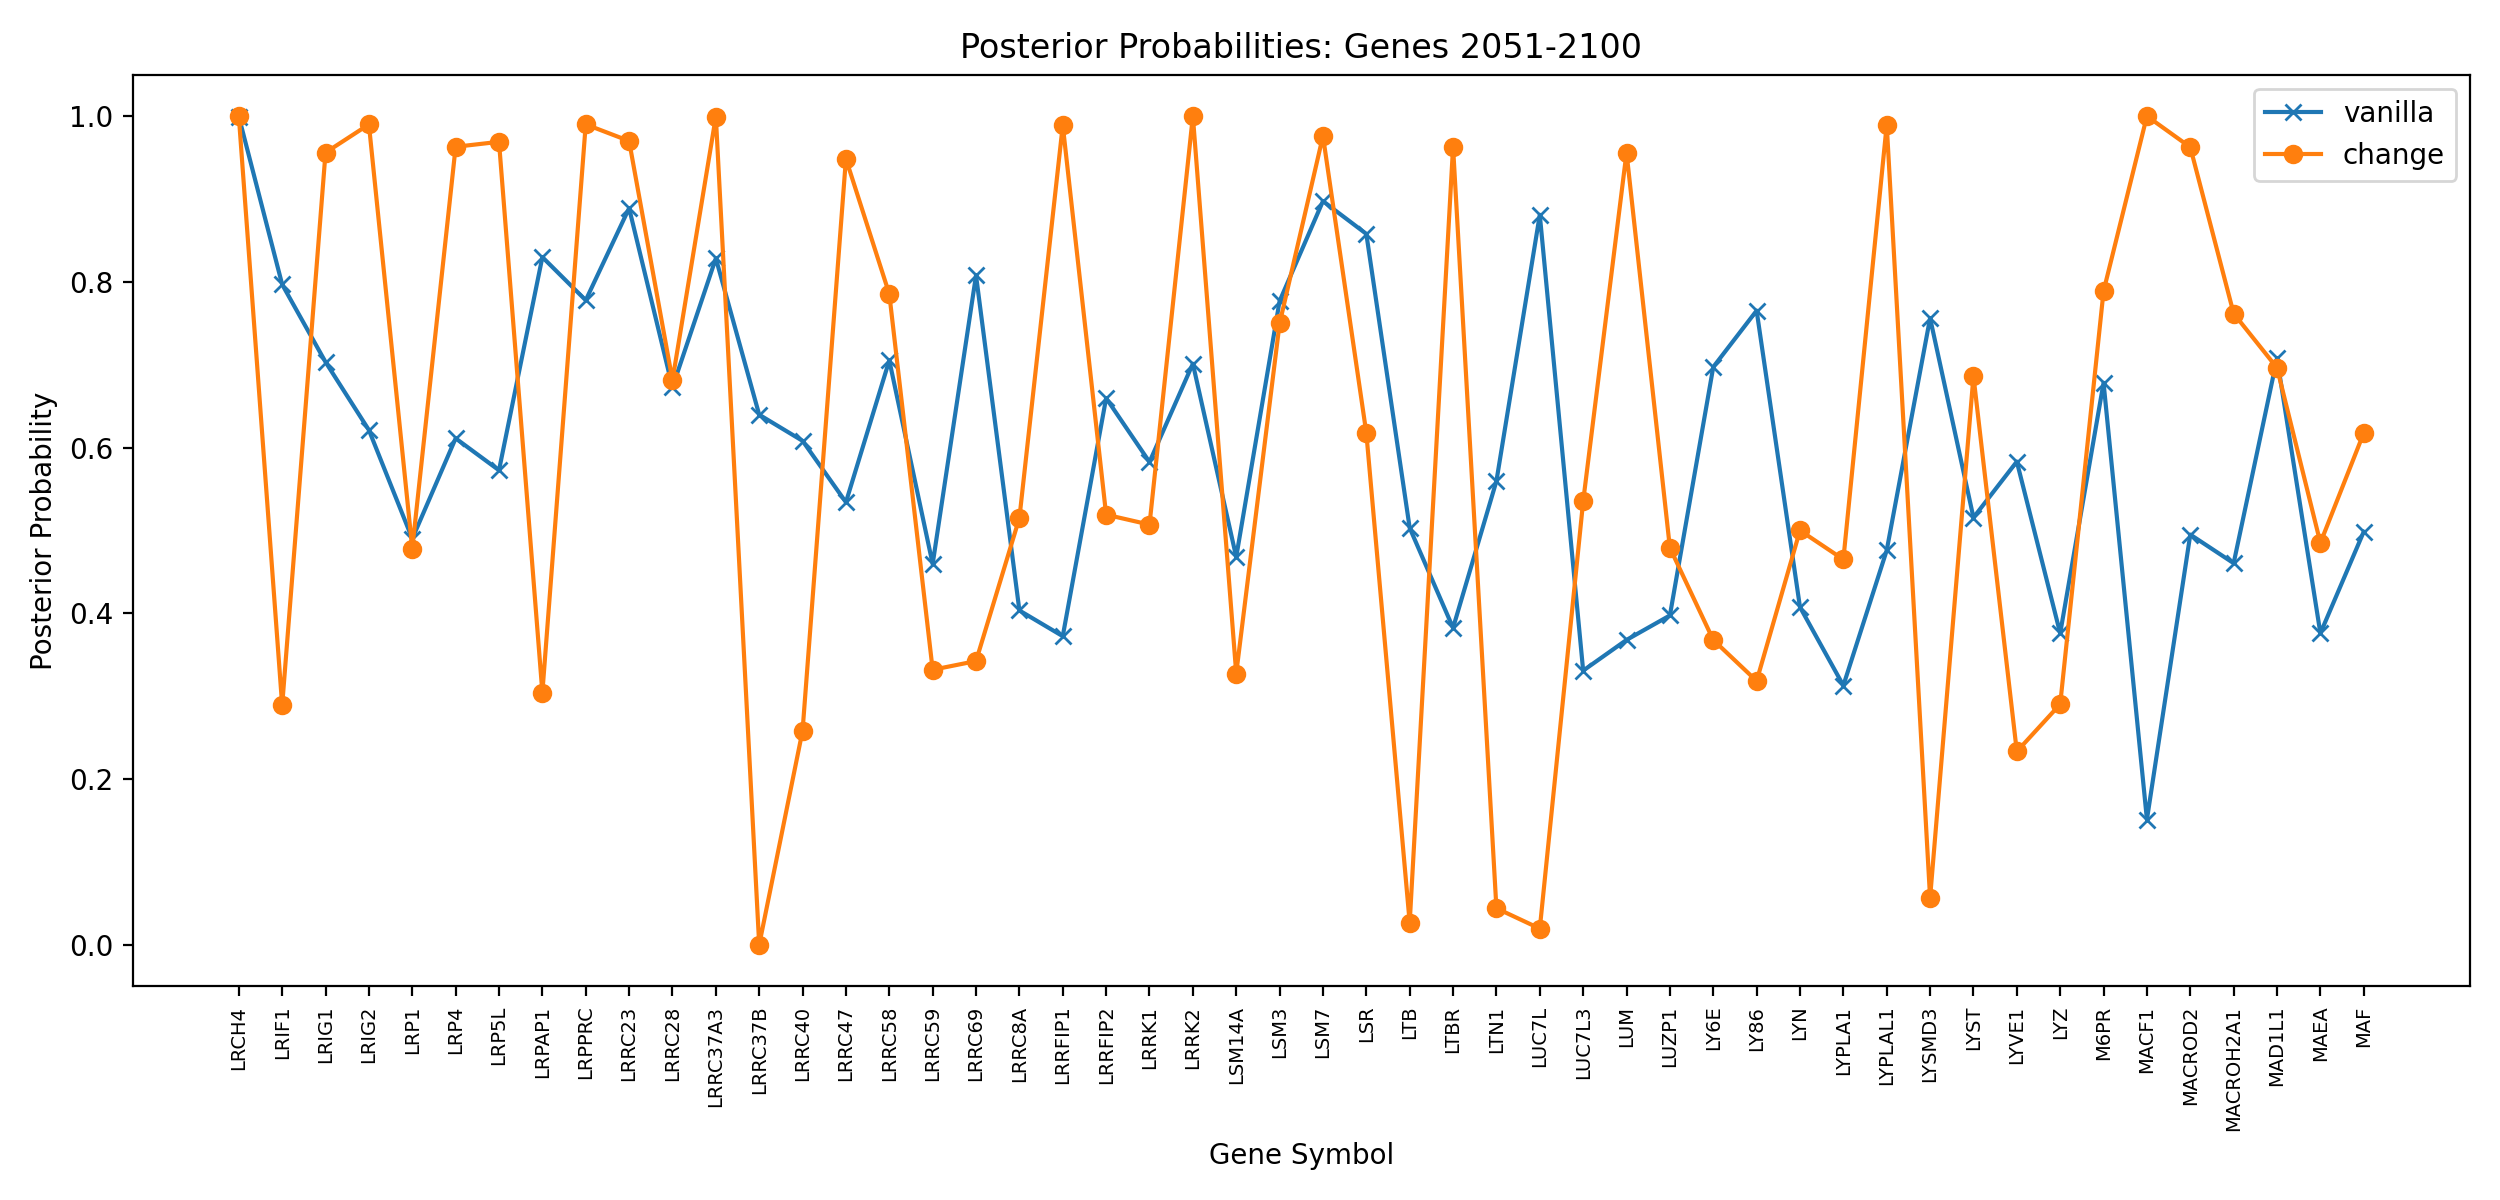 Posterior Probabilities: Genes 2051-2100
vanilla
change
Posterior Probability
1.0
0.8
0.6
0.4
0.2
0.0
LRCH4
LRIF1
LRIG1
LRIG2
LRP1
LRP4
LRP5L
LRPAP1
LRPPRC
LRRC23
LRRC28
LRRC37A3
LRRC37B
LRRC40
LRRC47
LRRC58
LRRC59
LRRC69
LRRC8A
LRRFIP1
LRRFIP2
LRRK1
LRRK2
LSM14A
LSM3
LSM7
LSR
LTB
LTBR
LTN1
LUC7L
LUC7L3
LUM
LUZP1
LY6E
LY86
LYN
LYPLA1
LYPLAL1
LYSMD3
LYST
LYVE1
LYZ
M6PR
MACF1
MACROD2
MACROH2A1
MAD1L1
MAEA
MAF
Gene Symbol